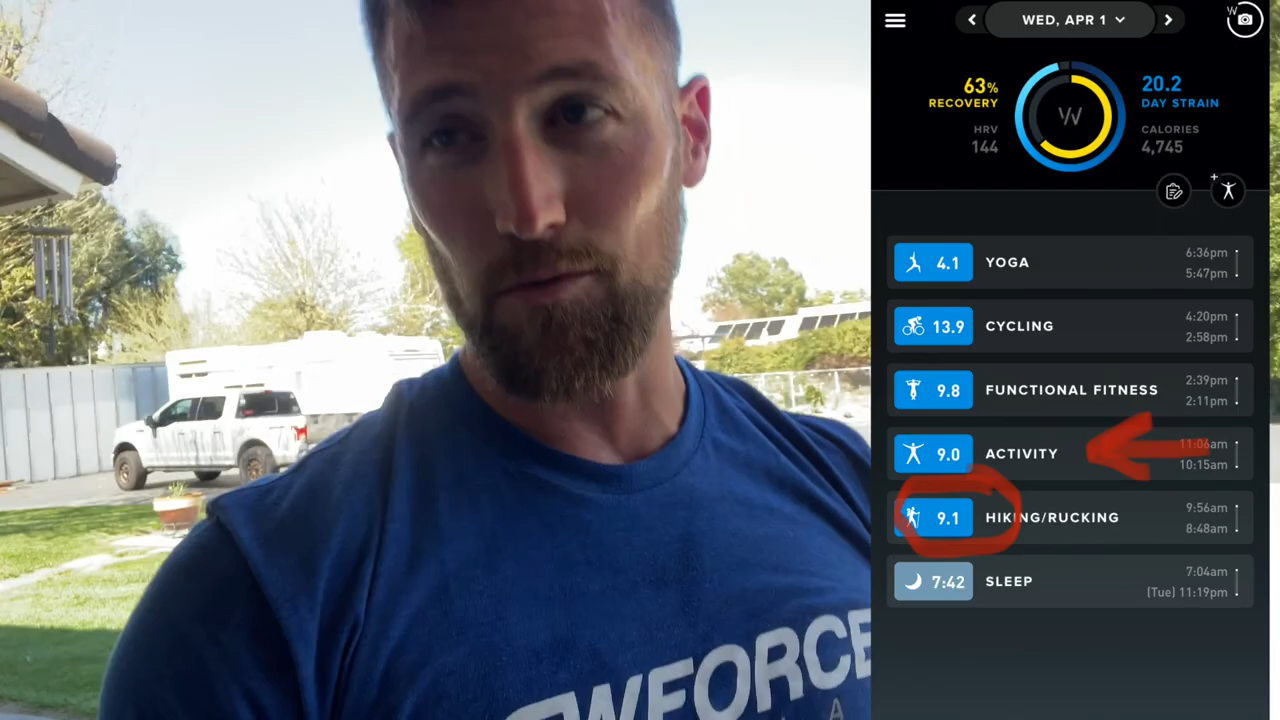 WED, APR 1
W
63%
RECOVERY
HRV
144
W
20.2
DAY STRAIN
CALORIES
4,745
4.1 YOGA 6:36pm
5:47pm
13.9 CYCLING 4:20pm
2:58pm
9.8 FUNCTIONAL FITNESS 2:39pm
2:11pm
9.0 ACTIVITY 11:06am
10:15am
9.1 HIKING/RUCKING 9:56am
8:48am
7:42 SLEEP 7:04am
(Tue) 11:19pm
WFORCE
A